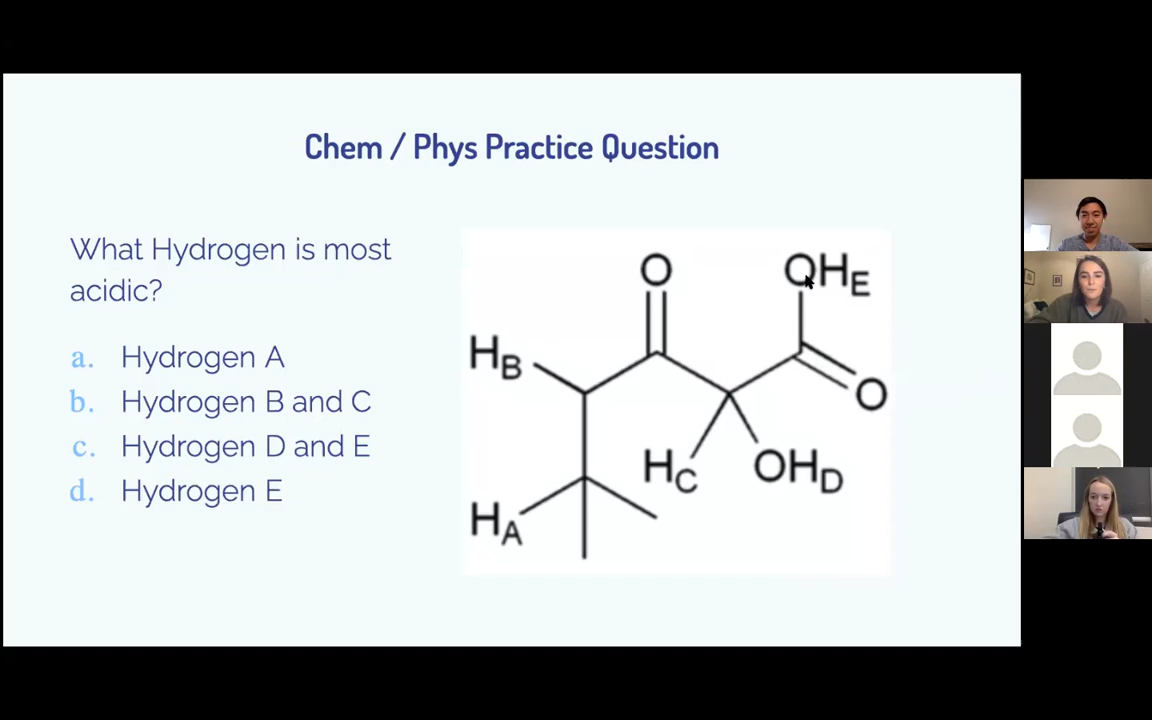 Chem / Phys Practice Question
What Hydrogen is most
acidic?
a. Hydrogen A
b. Hydrogen B and C
c. Hydrogen D and E
d. Hydrogen E
O
OHE
HB
O
HC
OHD
HA